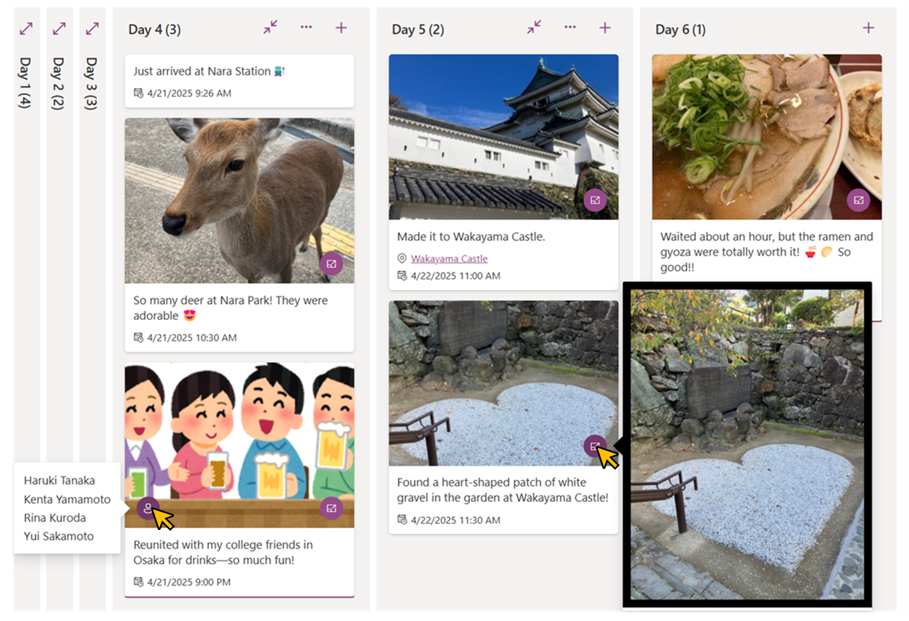 Day 1 (4)
Day 2 (2)
Day 3 (3)
Day 4 (3)
Just arrived at Nara Station🚉
4/21/2025 9:26 AM
So many deer at Nara Park! They were
adorable 😍
4/21/2025 10:30 AM
Haruki Tanaka
Kenta Yamamoto
Rina Kuroda
Yui Sakamoto
Reunited with my college friends in
Osaka for drinks—so much fun!
4/21/2025 9:00 PM
Day 5 (2)
Made it to Wakayama Castle.
Wakayama Castle
4/22/2025 11:00 AM
Found a heart-shaped patch of white
gravel in the garden at Wakayama Castle!
4/22/2025 11:30 AM
Day 6 (1)
Waited about an hour, but the ramen and
gyoza were totally worth it! 🍜 🥟 So
good!!